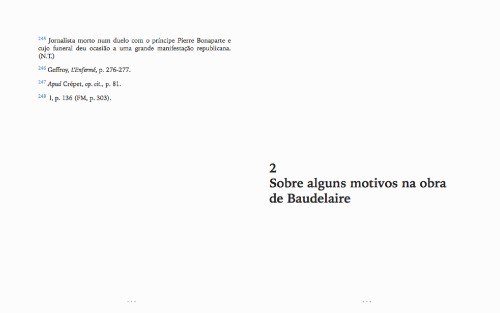 245 Jornalista morto num duelo com o príncipe Pierre Bonaparte e
cujo funeral deu ocasião a uma grande manifestação republicana.
(N.T.)
246 Geffroy, L'Enfermé, p. 276-277.
247 Apud Crépet, op. cit., p. 81.
248 I, p. 136 (FM, p. 303).
2
Sobre alguns motivos na obra
de Baudelaire